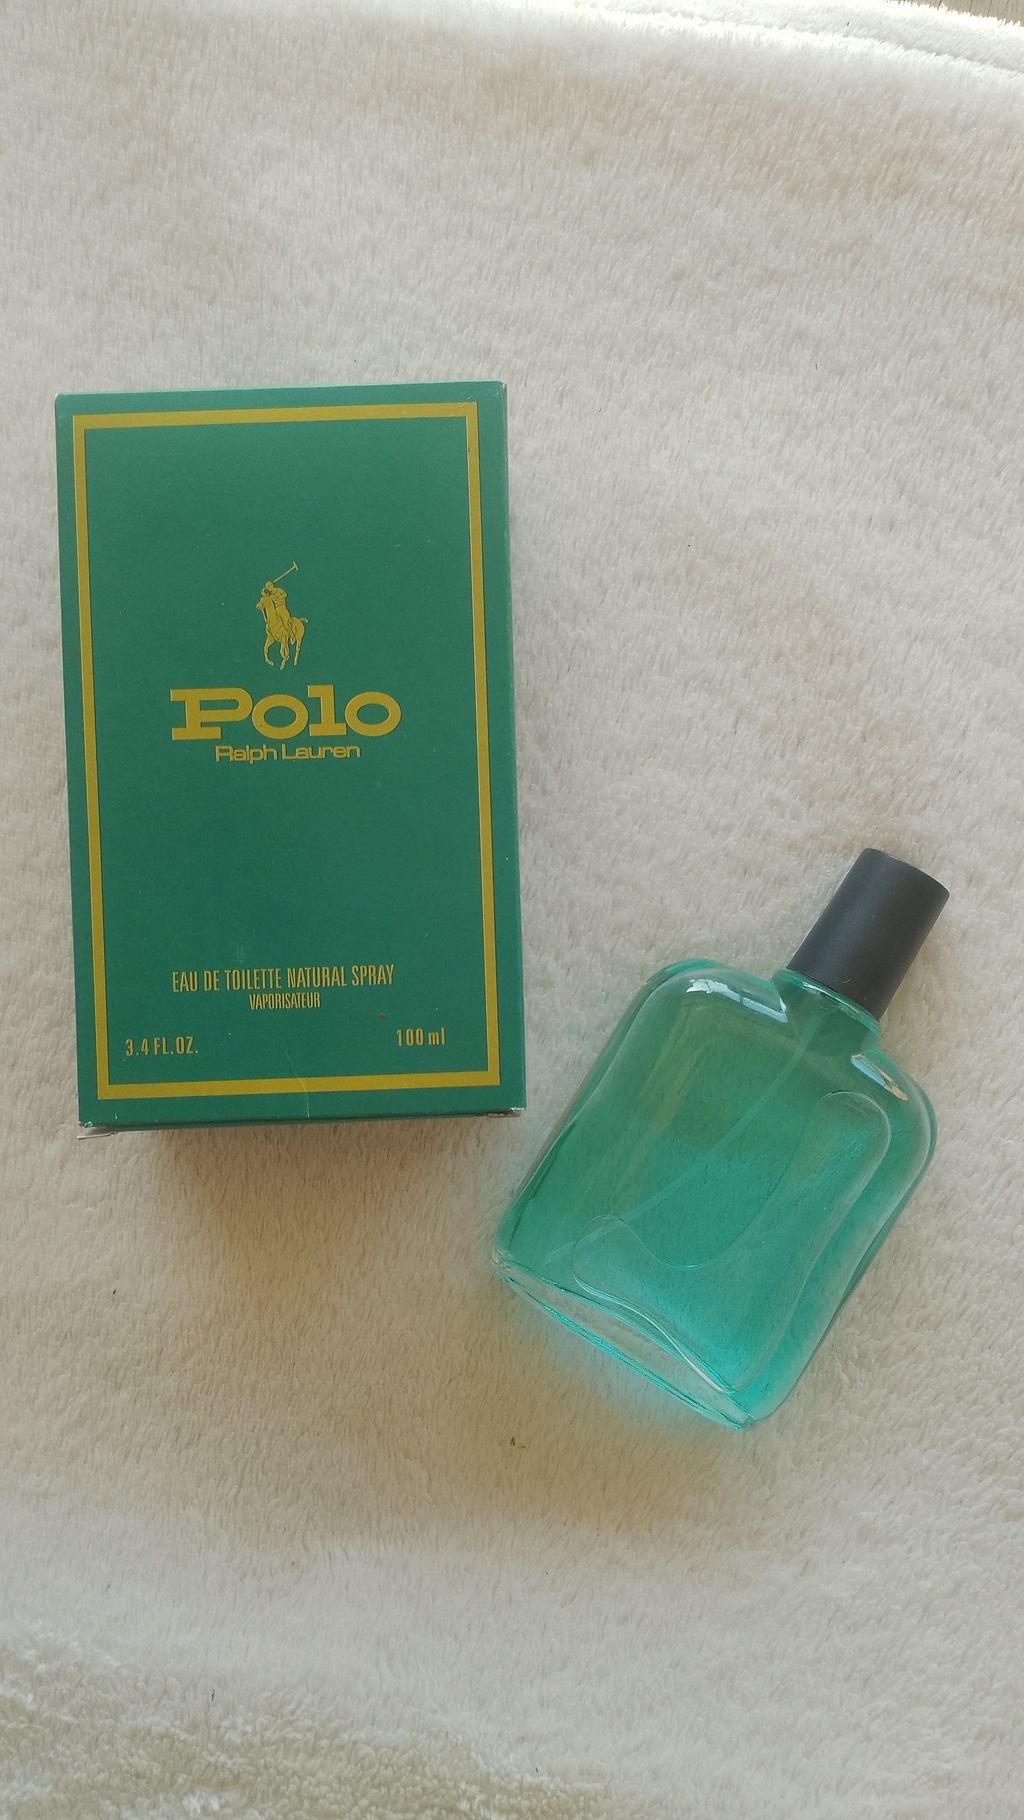 Polo
Ralph Lauren
EAU DE TOILETTE NATURAL SPRAY
VAPORISATEUR
3.4 FL.OZ. 100 ml